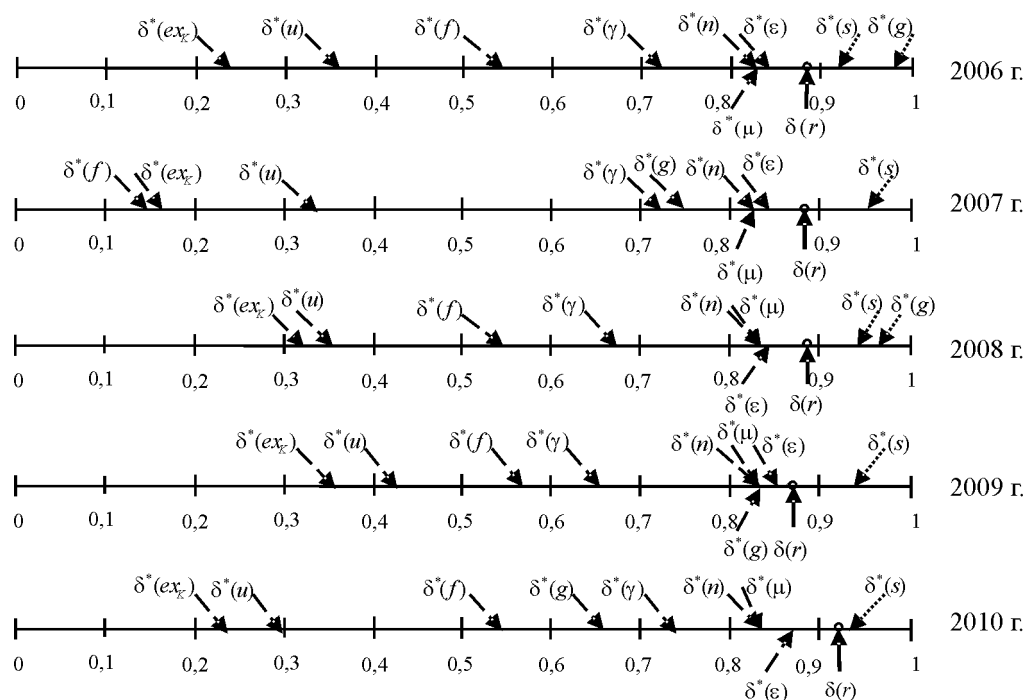 δ*(ex_K) δ*(u) δ*(f) δ*(γ) δ*(n) δ*(ε) δ*(s) δ*(g)
2006 г.
0 0,1 0,2 0,3 0,4 0,5 0,6 0,7 0,8 0,9 1
δ*(μ) δ(r)
δ*(f) δ*(ex_K) δ*(u) δ*(γ) δ*(g) δ*(n) δ*(ε) δ*(s)
2007 г.
0 0,1 0,2 0,3 0,4 0,5 0,6 0,7 0,8 0,9 1
δ*(μ) δ(r)
δ*(ex_K) δ*(u) δ*(f) δ*(γ) δ*(n) δ*(μ) δ*(s) δ*(g)
2008 г.
0 0,1 0,2 0,3 0,4 0,5 0,6 0,7 0,8 0,9 1
δ*(ε) δ(r)
δ*(ex_K) δ*(u) δ*(f) δ*(γ) δ*(n) δ*(μ) δ*(ε) δ*(s)
2009 г.
0 0,1 0,2 0,3 0,4 0,5 0,6 0,7 0,8 0,9 1
δ*(g) δ(r)
δ*(ex_K) δ*(u) δ*(f) δ*(g) δ*(γ) δ*(n) δ*(μ) δ*(s)
2010 г.
0 0,1 0,2 0,3 0,4 0,5 0,6 0,7 0,8 0,9 1
δ*(ε) δ(r)